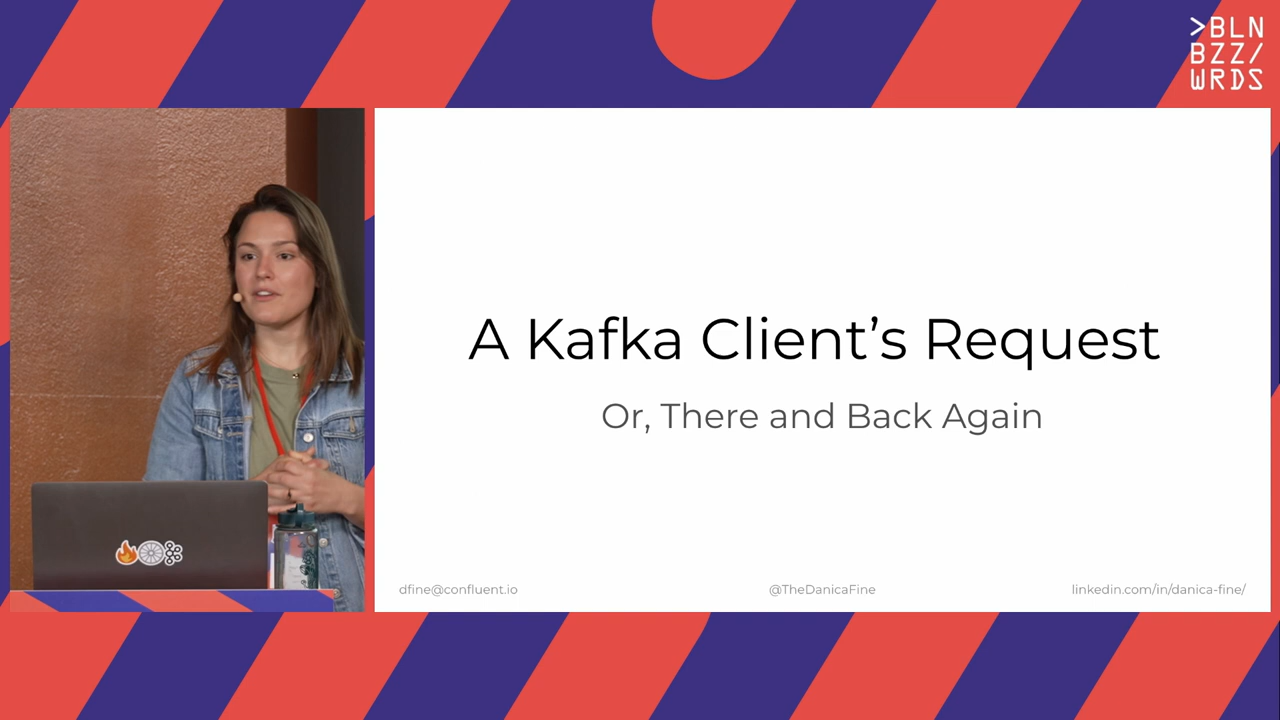 >BLN
BZZ/
WRDS
A Kafka Client’s Request
Or, There and Back Again
dfine@confluent.io
@TheDanicaFine
linkedin.com/in/danica-fine/